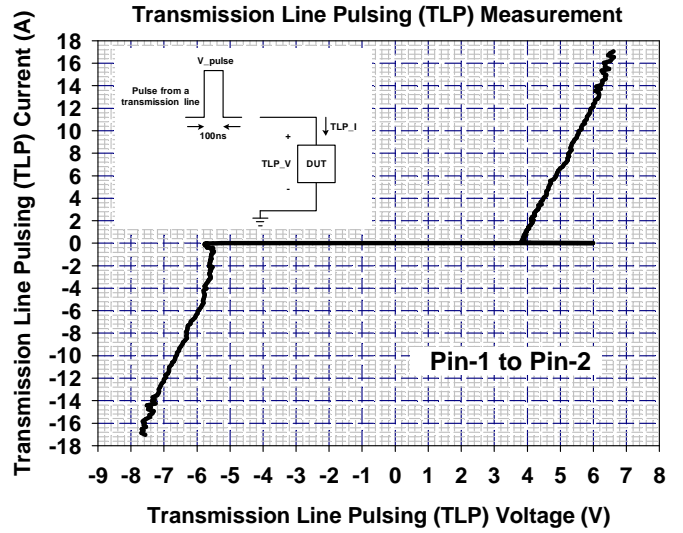 Transmission Line Pulsing (TLP) Measurement
Transmission Line Pulsing (TLP) Current (A)
18
16
14
12
10
8
6
4
2
0
-2
-4
-6
-8
-10
-12
-14
-16
-18
V_pulse
Pulse from a
transmission line
100ns
TLP_I
+
TLP_V
DUT
-
Pin-1 to Pin-2
-9 -8 -7 -6 -5 -4 -3 -2 -1 0 1 2 3 4 5 6 7 8
Transmission Line Pulsing (TLP) Voltage (V)